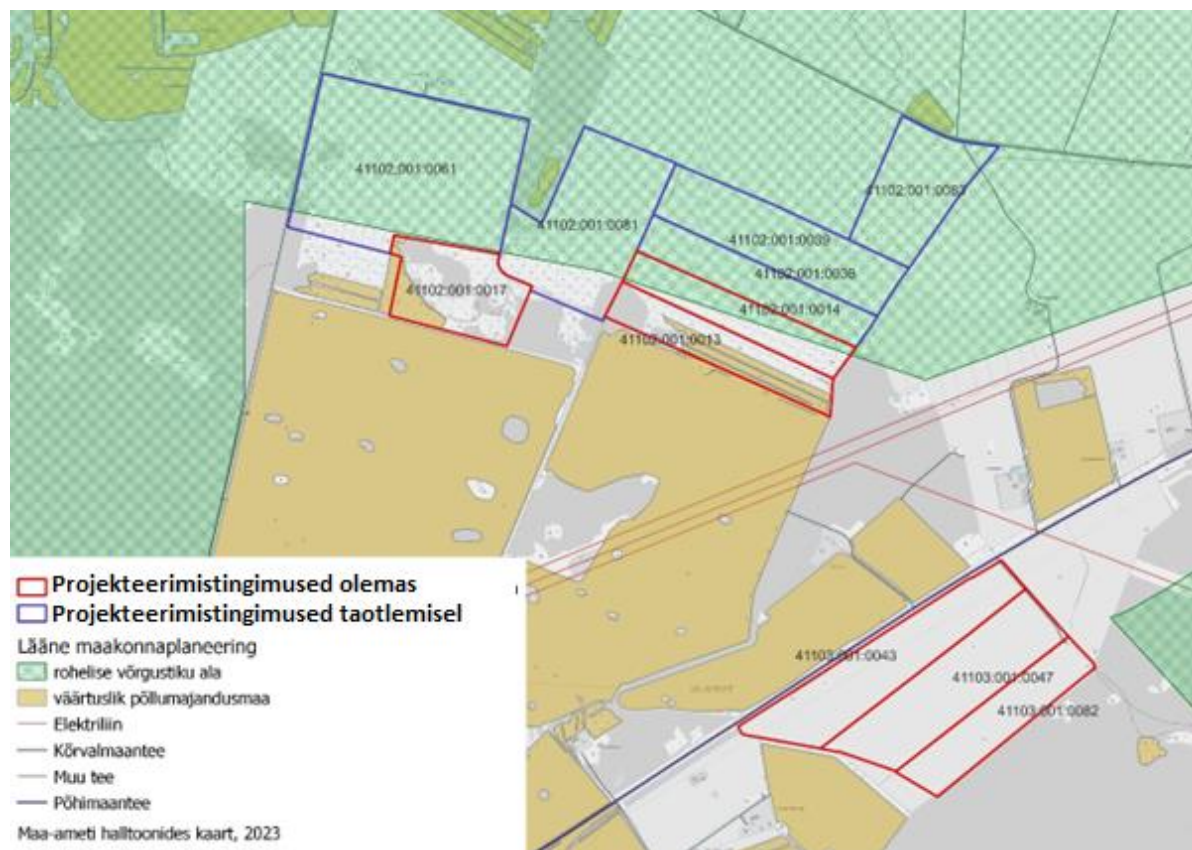 41102:001:0061
41102:001:0083
41102:001:0081
41102:001:0039
41102:001:0038
41102:001:0017
41102:001:0014
41102:001:0013
Projekteerimistingimused olemas
Projekteerimistingimused taotlemisel
Lääne maakonnaplaneering
rohelise võrgustiku ala
väärtuslik põllumajandusmaa
Elektriliin
Kõrvalmaantee
Muu tee
Põhimaantee
Maa-ameti halltoonides kaart, 2023
41103:001:0043
41103:001:0047
41103:001:0082